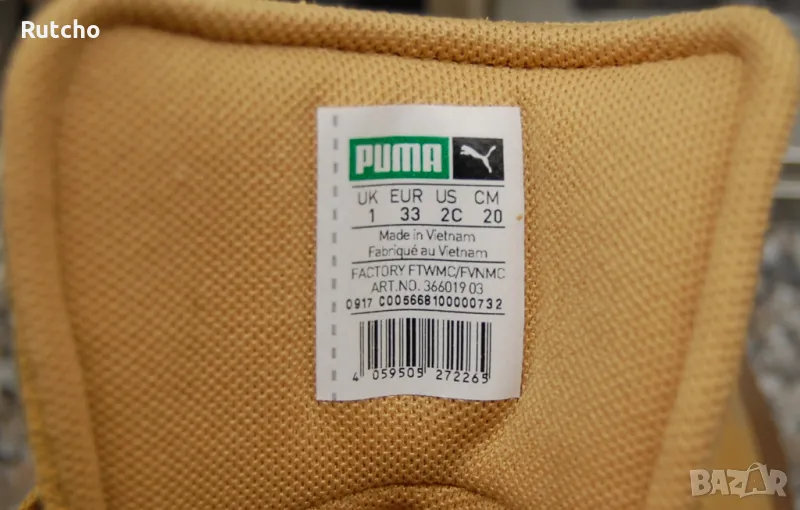 Rutcho
PUMA
UK EUR US CM
1 33 2C 20
Made in Vietnam
Fabriqué au Vietnam
FACTORY FTWMC/FVNMC
ART.NO. 366019 03
0917 C005668100000732
4 059505 272265
BAZAR